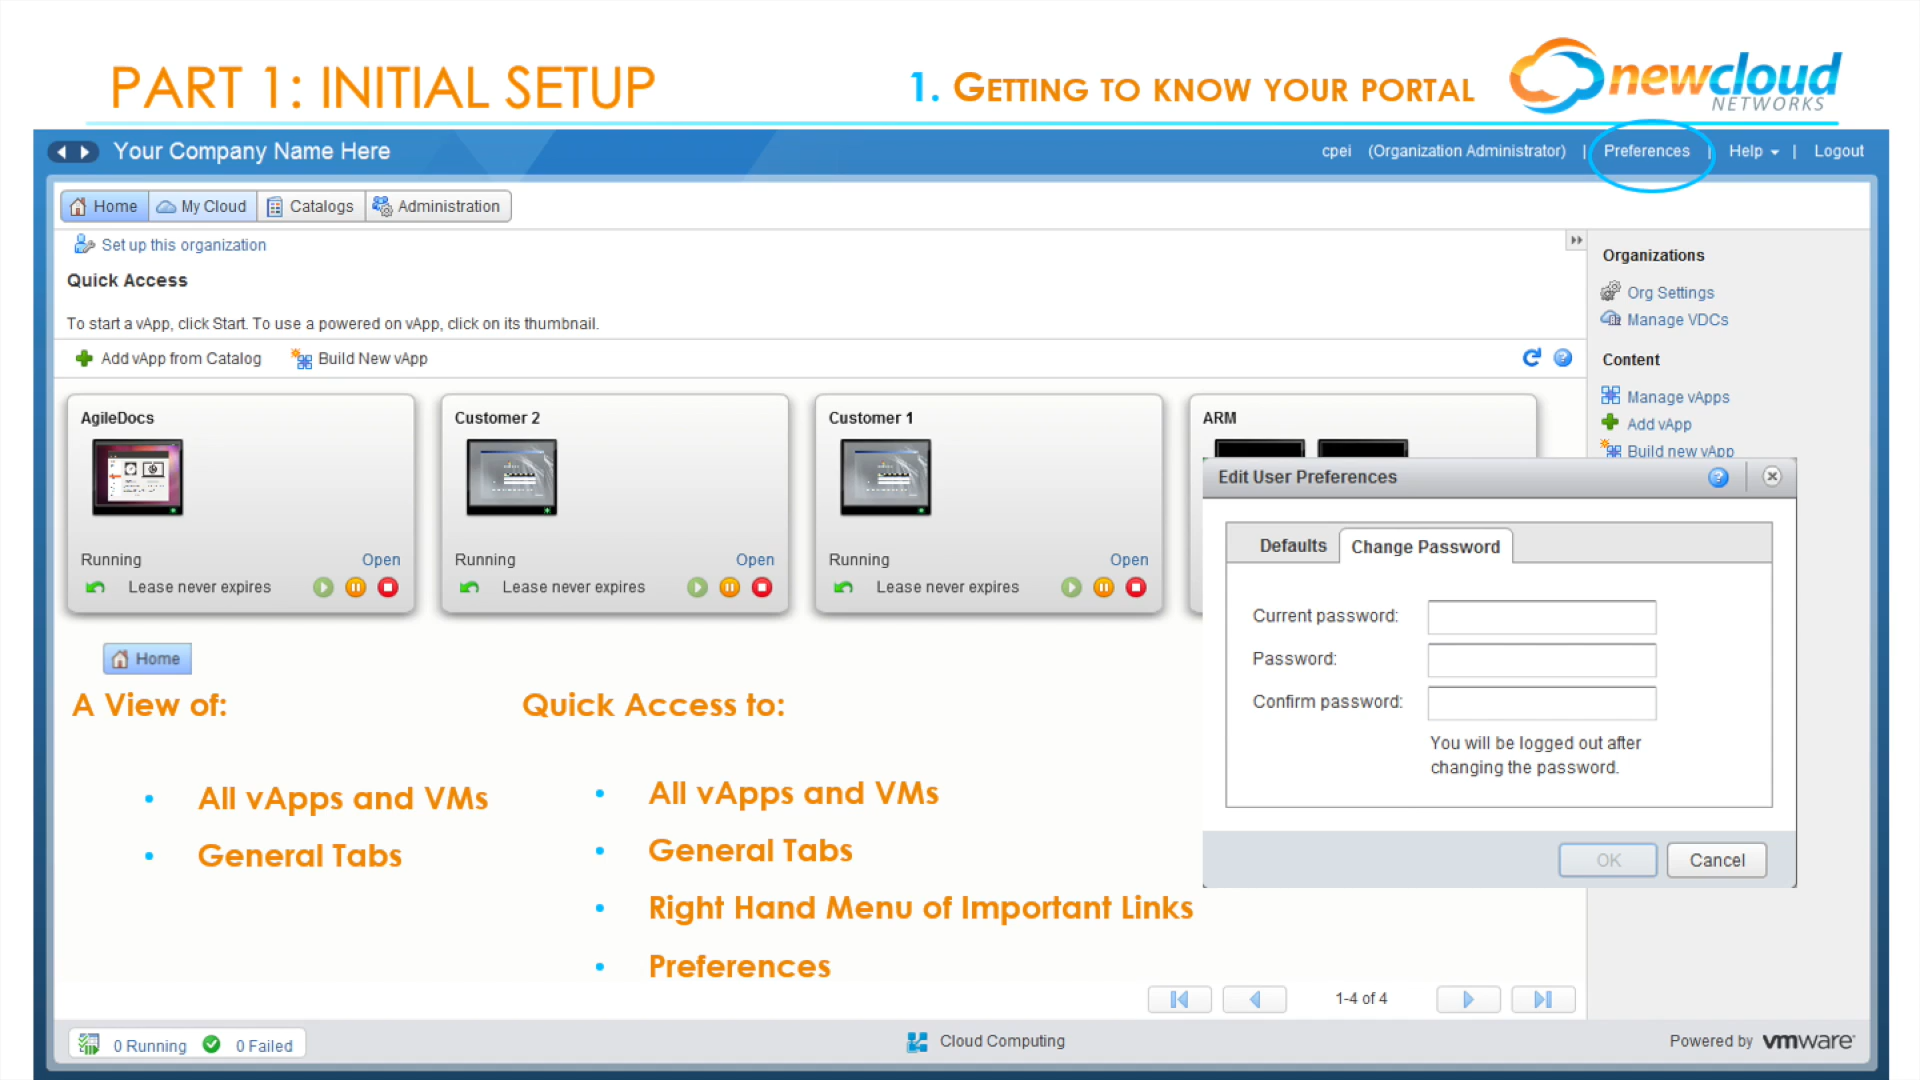 PART 1: INITIAL SETUP
1. GETTING TO KNOW YOUR PORTAL
newcloud
NETWORKS
Your Company Name Here
cpei (Organization Administrator) | Preferences | Help | Logout
Home
My Cloud
Catalogs
Administration
Set up this organization
Quick Access
To start a vApp, click Start. To use a powered on vApp, click on its thumbnail.
Add vApp from Catalog
Build New vApp
AgileDocs
Running
Open
Lease never expires
Customer 2
Running
Open
Lease never expires
Customer 1
Running
Open
Lease never expires
ARM
Organizations
Org Settings
Manage VDCs
Content
Manage vApps
Add vApp
Build new vApp
Edit User Preferences
Defaults
Change Password
Current password:
Password:
Confirm password:
You will be logged out after
changing the password.
OK
Cancel
Home
A View of:
• All vApps and VMs
• General Tabs
Quick Access to:
• All vApps and VMs
• General Tabs
• Right Hand Menu of Important Links
• Preferences
1-4 of 4
0 Running
0 Failed
Cloud Computing
Powered by vmware